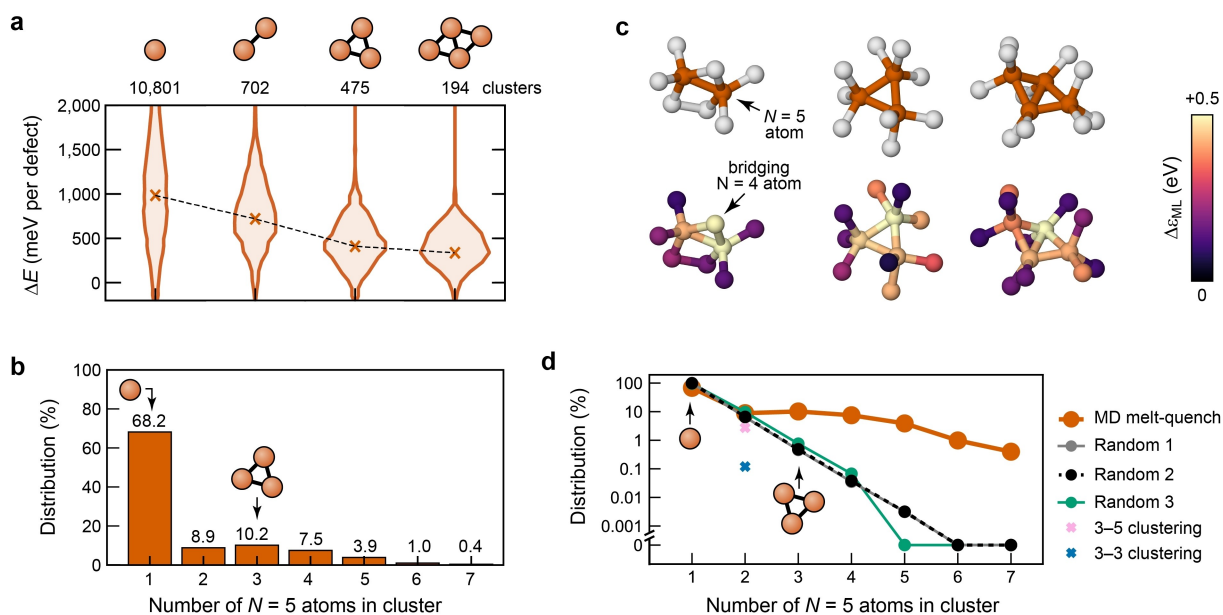 a
10,801 702 475 194 clusters
2,000
1,500
1,000
500
0
ΔE (meV per defect)
b
100
80
60
40
20
0
Distribution (%)
68.2
8.9
10.2
7.5
3.9
1.0
0.4
1 2 3 4 5 6 7
Number of N = 5 atoms in cluster
c
N = 5
atom
bridging
N = 4 atom
+0.5
0
Δε_ML (eV)
d
100
10
1
0.1
0.01
0.001
0
Distribution (%)
1 2 3 4 5 6 7
Number of N = 5 atoms in cluster
MD melt-quench
Random 1
Random 2
Random 3
3–5 clustering
3–3 clustering